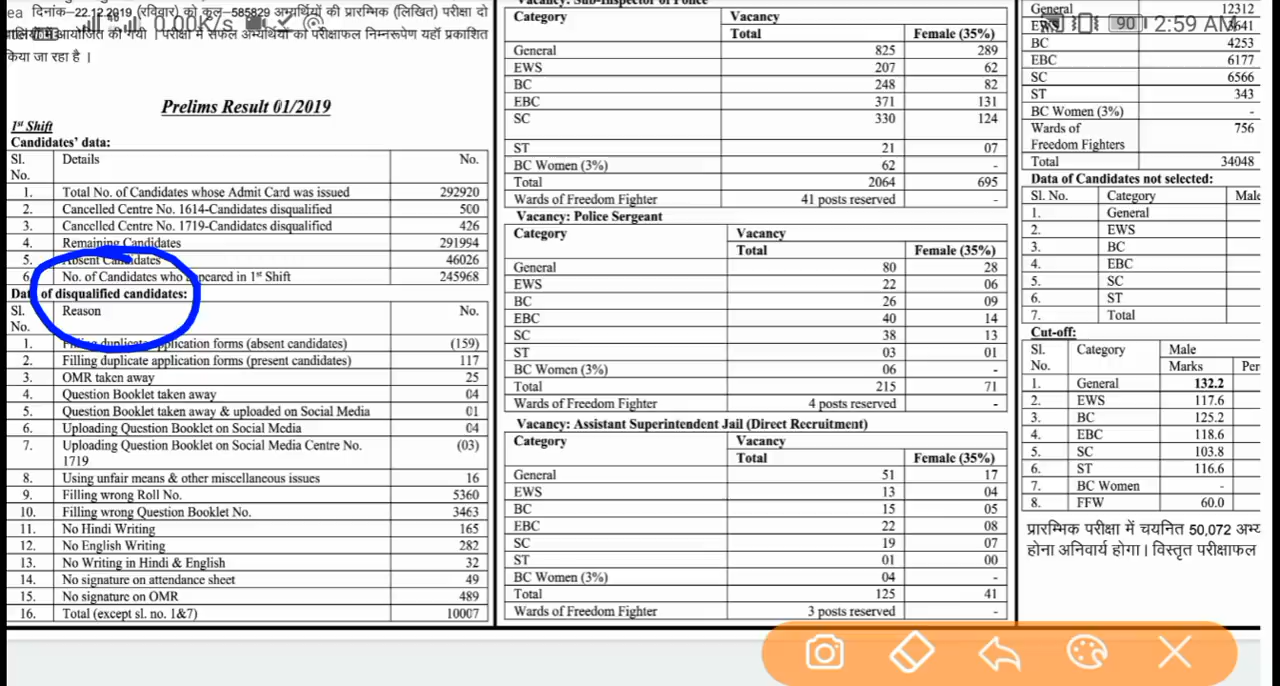 0.00K/s
90 2:59 AM
ea दिनांक–22.12.2019 (रविवार) को कुल–585829 अभ्यर्थियों की प्रारम्भिक (लिखित) परीक्षा दो
आयोजित की गयी । परीक्षा में सफल अभ्यर्थियों का परीक्षाफल निम्नरूपेण यहाँ प्रकाशित
किया जा रहा है ।
Prelims Result 01/2019
1st Shift
Candidates' data:
Sl. No. Details No.
1. Total No. of Candidates whose Admit Card was issued 292920
2. Cancelled Centre No. 1614-Candidates disqualified 500
3. Cancelled Centre No. 1719-Candidates disqualified 426
4. Remaining Candidates 291994
5. Absent Candidates 46026
6. No. of Candidates who appeared in 1st Shift 245968
Data of disqualified candidates:
Sl. No. Reason No.
1. Filling duplicate application forms (absent candidates) (159)
2. Filling duplicate application forms (present candidates) 117
3. OMR taken away 25
4. Question Booklet taken away 04
5. Question Booklet taken away & uploaded on Social Media 01
6. Uploading Question Booklet on Social Media 04
7. Uploading Question Booklet on Social Media Centre No. (03)
1719
8. Using unfair means & other miscellaneous issues 16
9. Filling wrong Roll No. 5360
10. Filling wrong Question Booklet No. 3463
11. No Hindi Writing 165
12. No English Writing 282
13. No Writing in Hindi & English 32
14. No signature on attendance sheet 49
15. No signature on OMR 489
16. Total (except sl. no. 1&7) 10007
Vacancy: Sub-Inspector of Police
Category Vacancy
Total Female (35%)
General 825 289
EWS 207 62
BC 248 82
EBC 371 131
SC 330 124
ST 21 07
BC Women (3%) 62 -
Total 2064 695
Wards of Freedom Fighter 41 posts reserved -
Vacancy: Police Sergeant
Category Vacancy
Total Female (35%)
General 80 28
EWS 22 06
BC 26 09
EBC 40 14
SC 38 13
ST 03 01
BC Women (3%) 06 -
Total 215 71
Wards of Freedom Fighter 4 posts reserved -
Vacancy: Assistant Superintendent Jail (Direct Recruitment)
Category Vacancy
Total Female (35%)
General 51 17
EWS 13 04
BC 15 05
EBC 22 08
SC 19 07
ST 01 00
BC Women (3%) 04 -
Total 125 41
Wards of Freedom Fighter 3 posts reserved -
General 12312
EWS 3641
BC 4253
EBC 6177
SC 6566
ST 343
BC Women (3%) -
Wards of 756
Freedom Fighters
Total 34048
Data of Candidates not selected:
Sl. No. Category Male
1. General
2. EWS
3. BC
4. EBC
5. SC
6. ST
7. Total
Cut-off:
Sl. Category Male
No. Marks Per
1. General 132.2
2. EWS 117.6
3. BC 125.2
4. EBC 118.6
5. SC 103.8
6. ST 116.6
7. BC Women -
8. FFW 60.0
प्रारम्भिक परीक्षा में चयनित 50,072 अभ्य
होना अनिवार्य होगा । विस्तृत परीक्षाफल